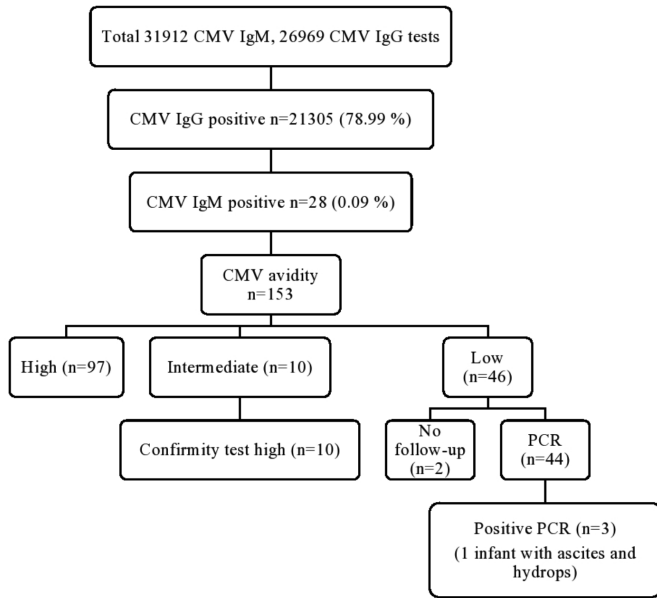 Total 31912 CMV IgM, 26969 CMV IgG tests
CMV IgG positive n=21305 (78.99 %)
CMV IgM positive n=28 (0.09 %)
CMV avidity
n=153
High (n=97)
Intermediate (n=10)
Low
(n=46)
Confirmity test high (n=10)
No
follow-up
(n=2)
PCR
(n=44)
Positive PCR (n=3)
(1 infant with ascites and
hydrops)